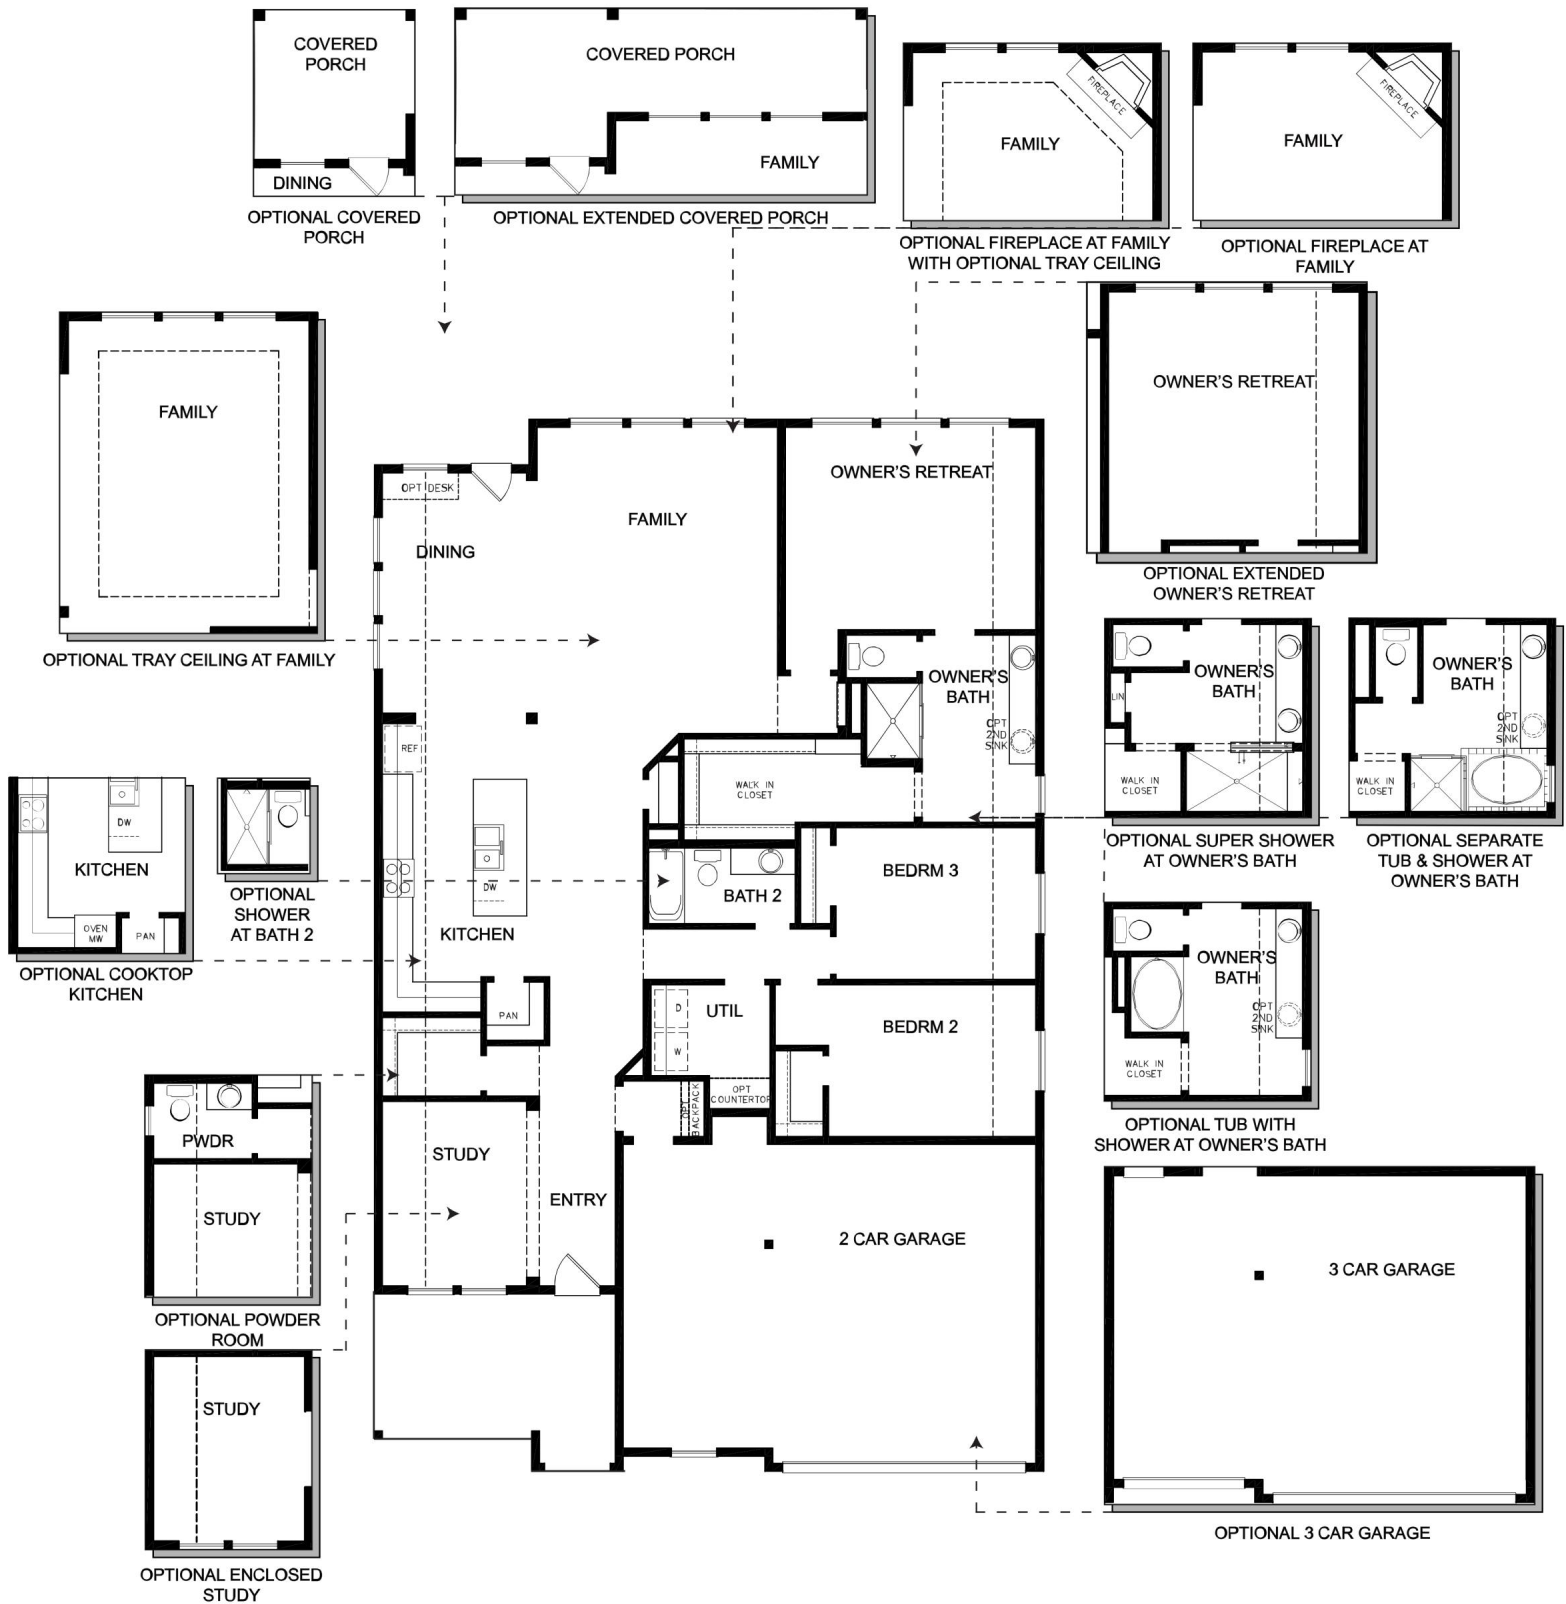 COVERED
PORCH
DINING
OPTIONAL COVERED
PORCH
COVERED PORCH
FAMILY
OPTIONAL EXTENDED COVERED PORCH
FIREPLACE
FAMILY
OPTIONAL FIREPLACE AT FAMILY
WITH OPTIONAL TRAY CEILING
FIREPLACE
FAMILY
OPTIONAL FIREPLACE AT
FAMILY
FAMILY
OPTIONAL TRAY CEILING AT FAMILY
OWNER'S RETREAT
OPTIONAL EXTENDED
OWNER'S RETREAT
OPT DESK
DINING
FAMILY
OWNER'S RETREAT
OWNER'S
BATH
OPT
2ND
SINK
REF
WALK IN
CLOSET
DW
KITCHEN
PAN
BATH 2
BEDRM 3
D
W
UTIL
BEDRM 2
OPT
COUNTERTOP
OPT
BACKPACK
STUDY
ENTRY
2 CAR GARAGE
DW
KITCHEN
OVEN
MW
PAN
OPTIONAL COOKTOP
KITCHEN
OPTIONAL
SHOWER
AT BATH 2
OWNER'S
BATH
LIN
WALK IN
CLOSET
OPTIONAL SUPER SHOWER
AT OWNER'S BATH
OWNER'S
BATH
OPT
2ND
SINK
WALK IN
CLOSET
OPTIONAL SEPARATE
TUB & SHOWER AT
OWNER'S BATH
OWNER'S
BATH
OPT
2ND
SINK
WALK IN
CLOSET
OPTIONAL TUB WITH
SHOWER AT OWNER'S BATH
PWDR
STUDY
OPTIONAL POWDER
ROOM
STUDY
OPTIONAL ENCLOSED
STUDY
3 CAR GARAGE
OPTIONAL 3 CAR GARAGE